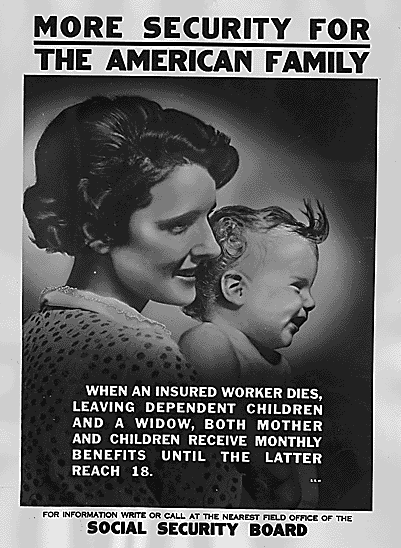 MORE SECURITY FOR
THE AMERICAN FAMILY
WHEN AN INSURED WORKER DIES,
LEAVING DEPENDENT CHILDREN
AND A WIDOW, BOTH MOTHER
AND CHILDREN RECEIVE MONTHLY
BENEFITS UNTIL THE LATTER
REACH 18.
FOR INFORMATION WRITE OR CALL AT THE NEAREST FIELD OFFICE OF THE
SOCIAL SECURITY BOARD